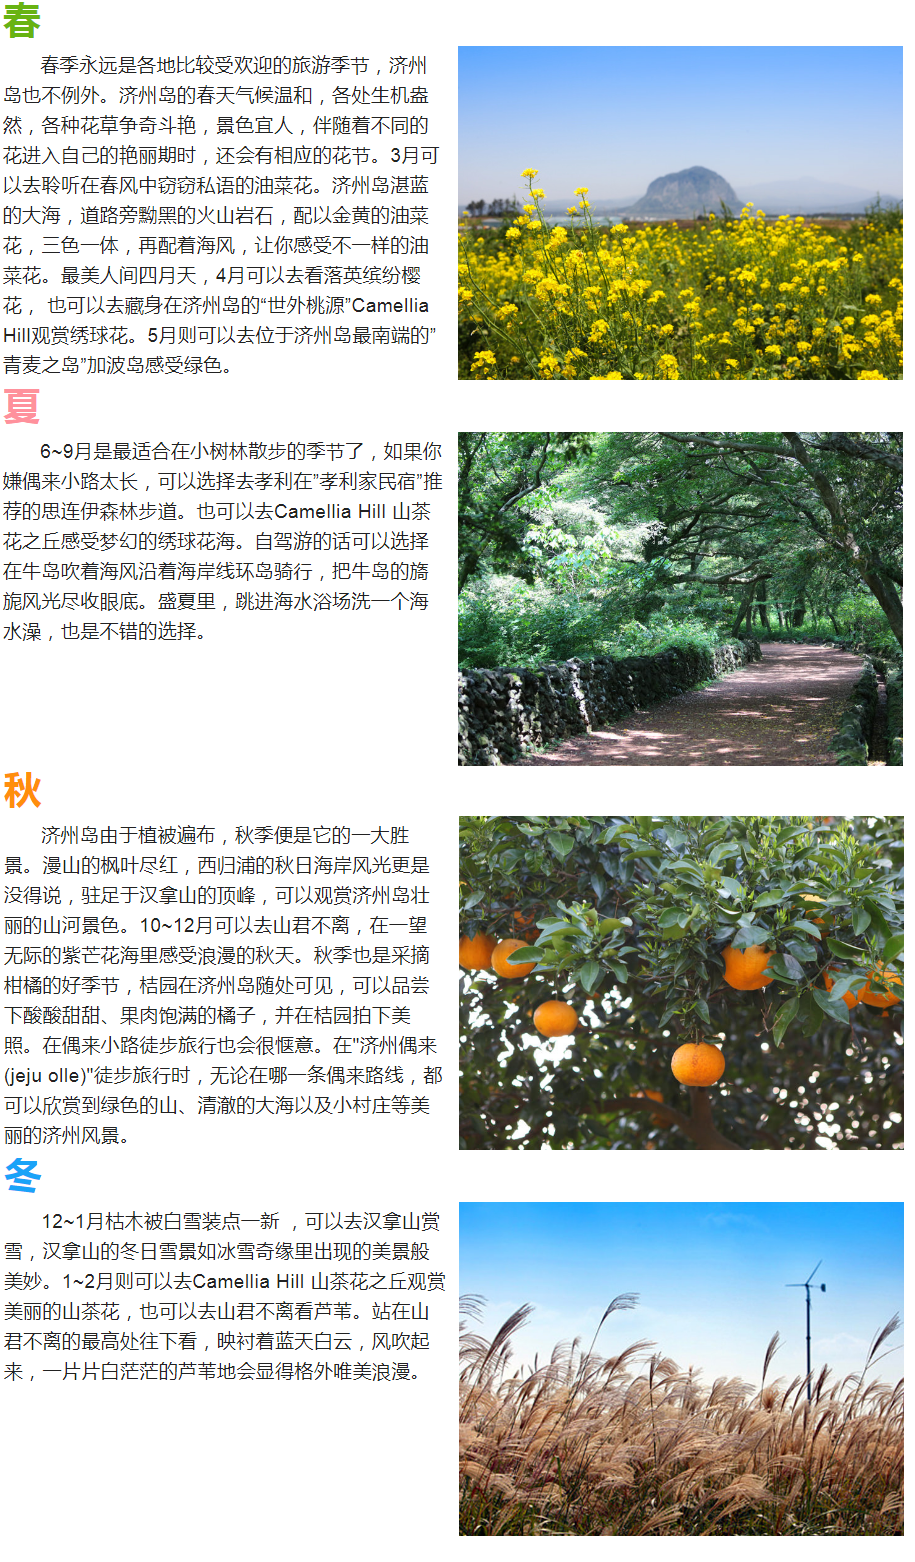 春
春季永远是各地比较受欢迎的旅游季节，济州
岛也不例外。济州岛的春天气候温和，各处生机盎
然，各种花草争奇斗艳，景色宜人，伴随着不同的
花进入自己的艳丽期时，还会有相应的花节。3月可
以去聆听在春风中窃窃私语的油菜花。济州岛湛蓝
的大海，道路旁黝黑的火山岩石，配以金黄的油菜
花，三色一体，再配着海风，让你感受不一样的油
菜花。最美人间四月天，4月可以去看落英缤纷樱
花， 也可以去藏身在济州岛的“世外桃源”Camellia
Hill观赏绣球花。5月则可以去位于济州岛最南端的”
青麦之岛”加波岛感受绿色。
夏
6~9月是最适合在小树林散步的季节了，如果你
嫌偶来小路太长，可以选择去孝利在”孝利家民宿”推
荐的思连伊森林步道。也可以去Camellia Hill 山茶
花之丘感受梦幻的绣球花海。自驾游的话可以选择
在牛岛吹着海风沿着海岸线环岛骑行，把牛岛的旖
旎风光尽收眼底。盛夏里，跳进海水浴场洗一个海
水澡，也是不错的选择。
秋
济州岛由于植被遍布，秋季便是它的一大胜
景。漫山的枫叶尽红，西归浦的秋日海岸风光更是
没得说，驻足于汉拿山的顶峰，可以观赏济州岛壮
丽的山河景色。10~12月可以去山君不离，在一望
无际的紫芒花海里感受浪漫的秋天。秋季也是采摘
柑橘的好季节，桔园在济州岛随处可见，可以品尝
下酸酸甜甜、果肉饱满的橘子，并在桔园拍下美
照。在偶来小路徒步旅行也会很惬意。在"济州偶来
(jeju olle)"徒步旅行时，无论在哪一条偶来路线，都
可以欣赏到绿色的山、清澈的大海以及小村庄等美
丽的济州风景。
冬
12~1月枯木被白雪装点一新 ，可以去汉拿山赏
雪，汉拿山的冬日雪景如冰雪奇缘里出现的美景般
美妙。1~2月则可以去Camellia Hill 山茶花之丘观赏
美丽的山茶花，也可以去山君不离看芦苇。站在山
君不离的最高处往下看，映衬着蓝天白云，风吹起
来，一片片白茫茫的芦苇地会显得格外唯美浪漫。